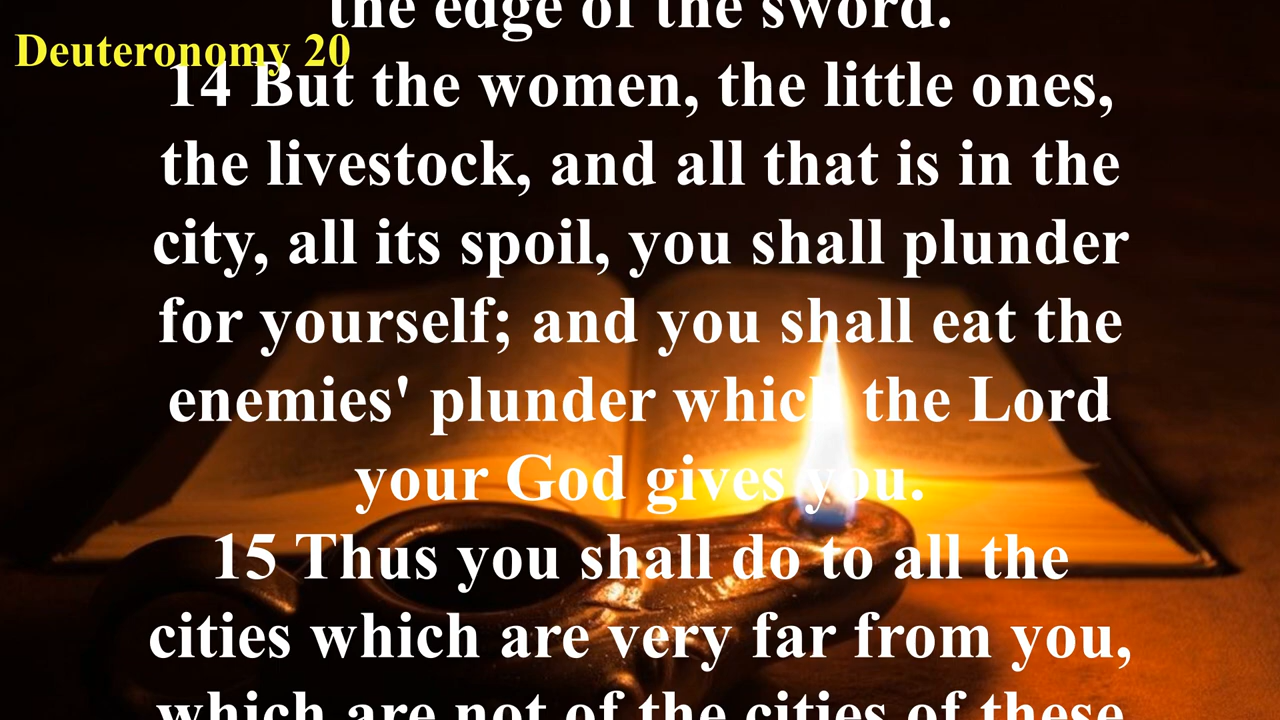 the edge of the sword.
Deuteronomy 20
14 But the women, the little ones,
the livestock, and all that is in the
city, all its spoil, you shall plunder
for yourself; and you shall eat the
enemies' plunder which the Lord
your God gives you.
15 Thus you shall do to all the
cities which are very far from you,
which are not of the cities of these